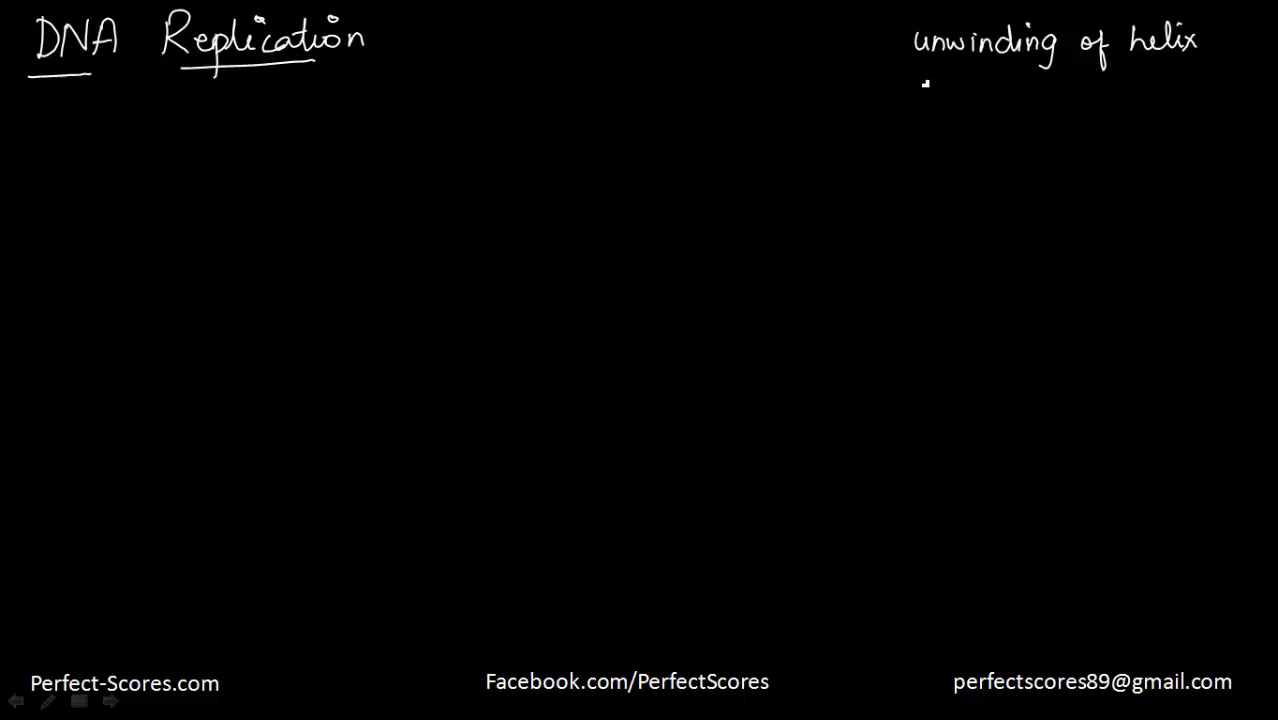 DNA Replication
unwinding of helix
Perfect-Scores.com
Facebook.com/PerfectScores
perfectscores89@gmail.com